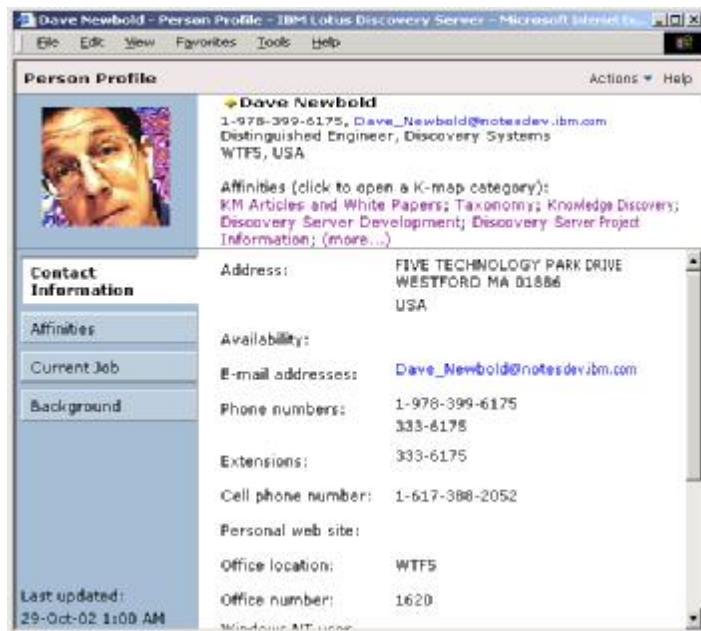 Dave Newbold - Person Profile - IBM Lotus Discovery Server - Microsoft Internet Ex...
File Edit View Favorites Tools Help
Person Profile
Actions Help
Dave Newbold
1-978-399-6175, Dave_Newbold@notesdev.ibm.com
Distinguished Engineer, Discovery Systems
WTF5, USA
Affinities (click to open a K-map category):
KM Articles and White Papers; Taxonomy; Knowledge Discovery;
Discovery Server Development; Discovery Server Project
Information; (more...)
Contact
Information
Affinities
Current Job
Background
Last updated:
29-Oct-02 1:00 AM
Address: FIVE TECHNOLOGY PARK DRIVE
WESTFORD MA 01886
USA
Availability:
E-mail addresses: Dave_Newbold@notesdev.ibm.com
Phone numbers: 1-978-399-6175
333-6175
Extensions: 333-6175
Cell phone number: 1-617-388-2052
Personal web site:
Office location: WTF5
Office number: 1620
Windows NT user